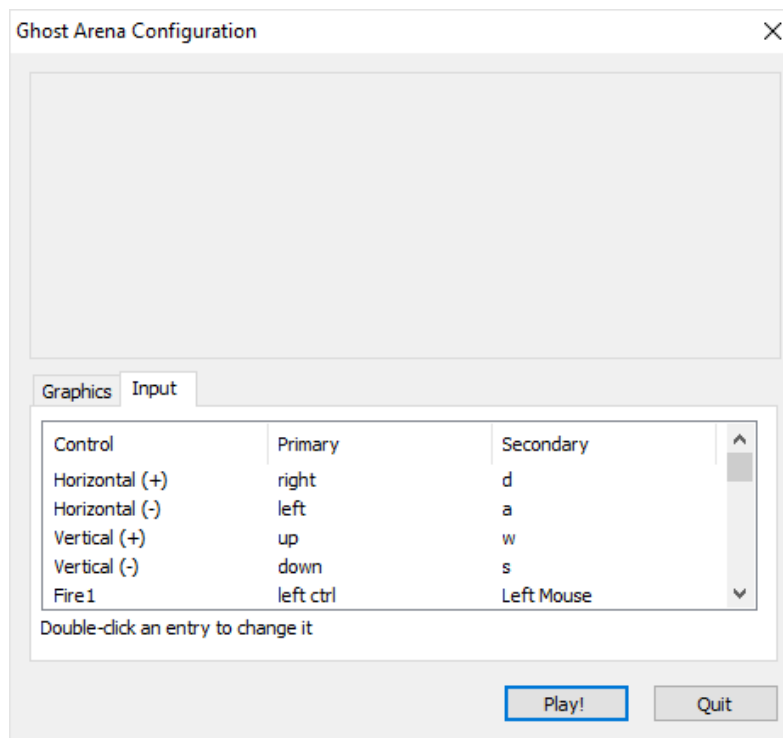 Ghost Arena Configuration
Graphics Input
Control Primary Secondary
Horizontal (+) right d
Horizontal (-) left a
Vertical (+) up w
Vertical (-) down s
Fire1 left ctrl Left Mouse
Double-click an entry to change it
Play! Quit